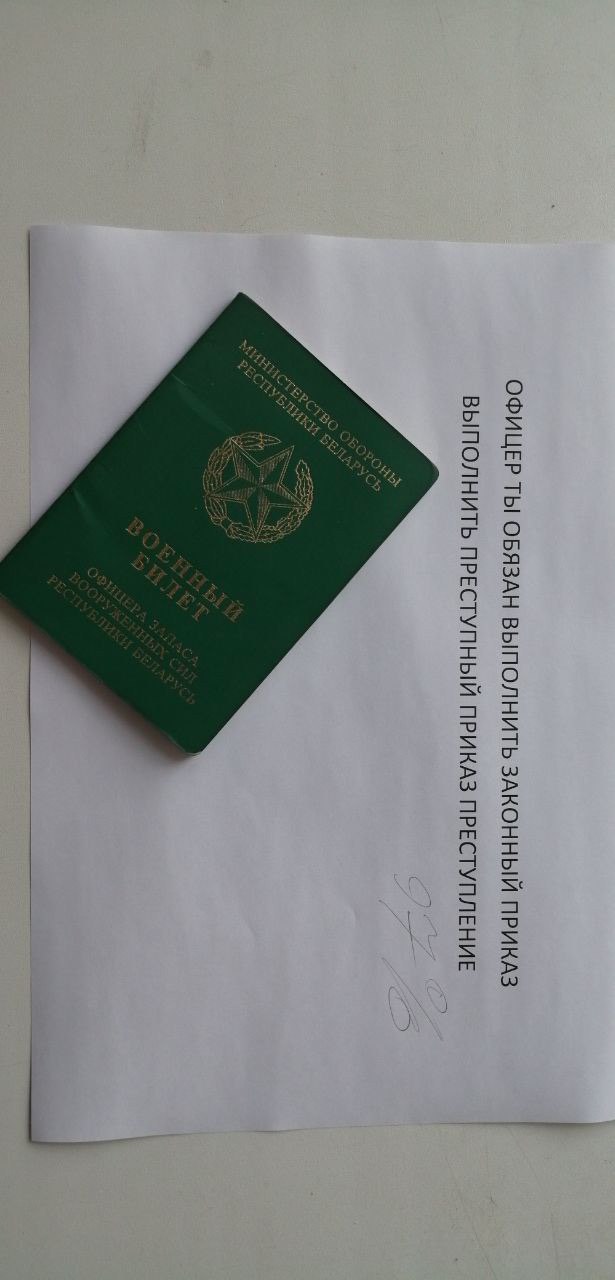 ОФИЦЕР ТЫ ОБЯЗАН ВЫПОЛНИТЬ ЗАКОННЫЙ ПРИКАЗ
ВЫПОЛНИТЬ ПРЕСТУПНЫЙ ПРИКАЗ ПРЕСТУПЛЕНИЕ
97%
МИНИСТЕРСТВО ОБОРОНЫ
РЕСПУБЛИКИ БЕЛАРУСЬ
ВОЕННЫЙ
БИЛЕТ
ОФИЦЕРА ЗАПАСА
ВООРУЖЕННЫХ СИЛ
РЕСПУБЛИКИ БЕЛАРУСЬ